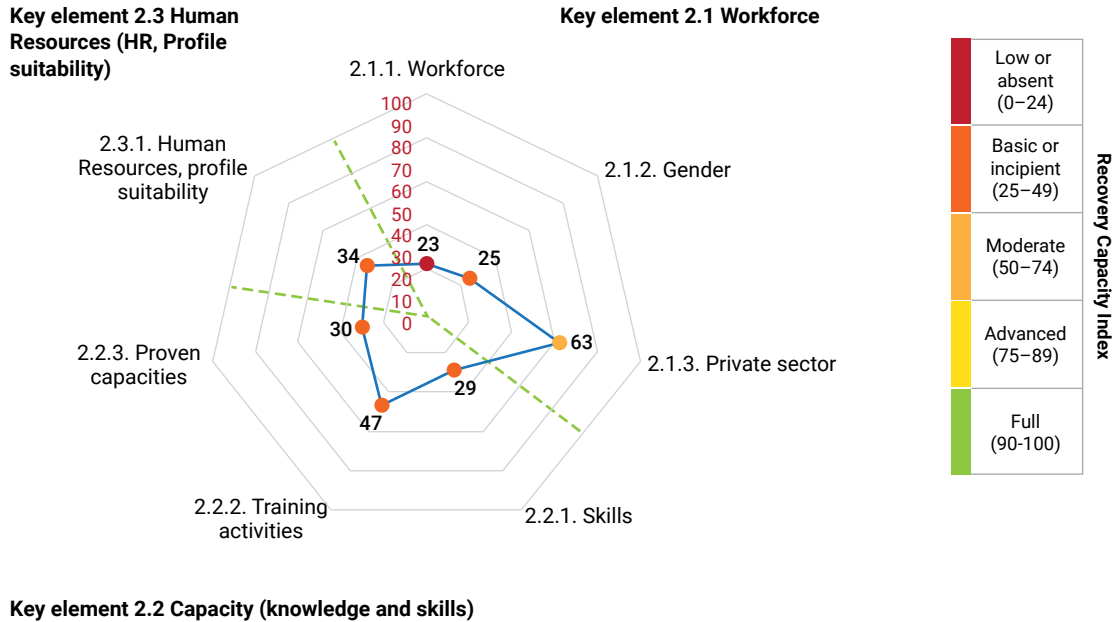 Key element 2.3 Human
Resources (HR, Profile
suitability)
Key element 2.1 Workforce
2.1.1. Workforce
2.1.2. Gender
2.1.3. Private sector
2.2.1. Skills
2.2.2. Training
activities
2.2.3. Proven
capacities
2.3.1. Human
Resources, profile
suitability
100
90
80
70
60
50
40
30
20
10
0
23
25
63
29
47
30
34
Key element 2.2 Capacity (knowledge and skills)
Low or
absent
(0–24)
Basic or
incipient
(25–49)
Moderate
(50–74)
Advanced
(75–89)
Full
(90-100)
Recovery Capacity Index